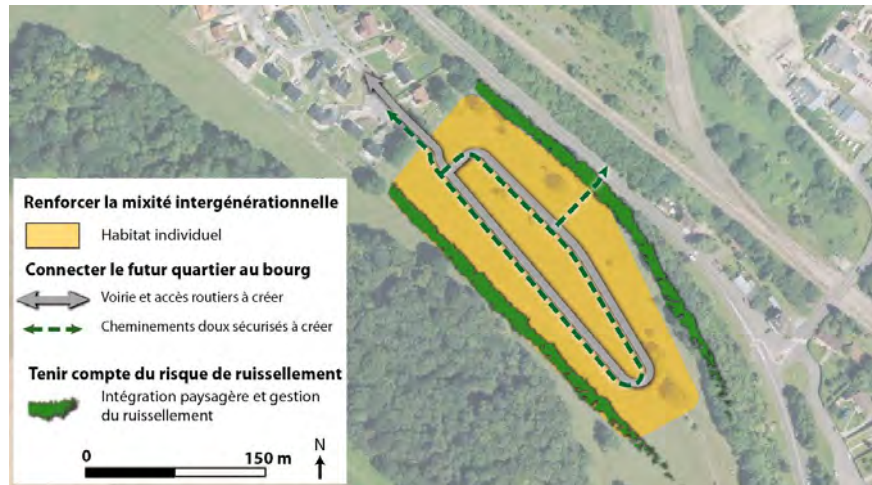 Renforcer la mixité intergénérationnelle
Habitat individuel
Connecter le futur quartier au bourg
Voirie et accès routiers à créer
Cheminements doux sécurisés à créer
Tenir compte du risque de ruissellement
Intégration paysagère et gestion
du ruissellement
0 150 m N